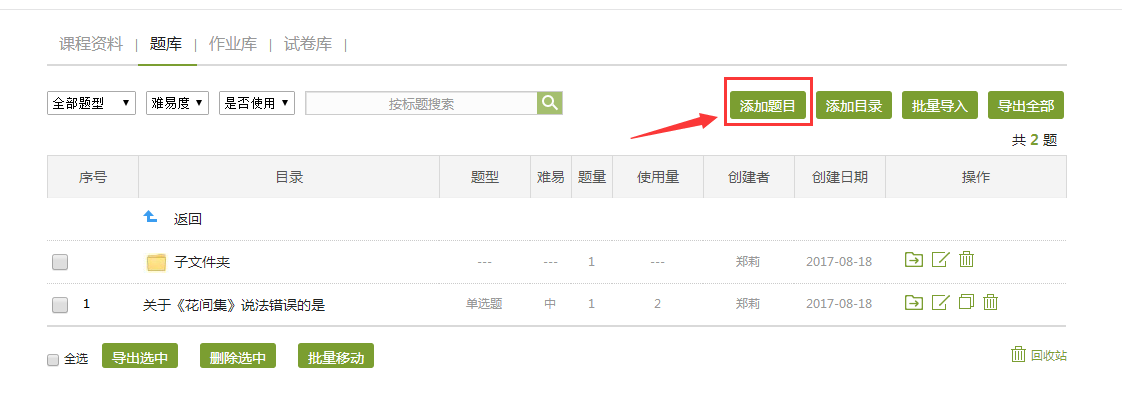 课程资料 | 题库 | 作业库 | 试卷库 |
全部题型 难易度 是否使用 按标题搜索 添加题目 添加目录 批量导入 导出全部
共 2 题
序号 目录 题型 难易 题量 使用量 创建者 创建日期 操作
返回
子文件夹 --- --- 1 --- 郑莉 2017-08-18
1 关于《花间集》说法错误的是 单选题 中 1 2 郑莉 2017-08-18
全选 导出选中 删除选中 批量移动 回收站